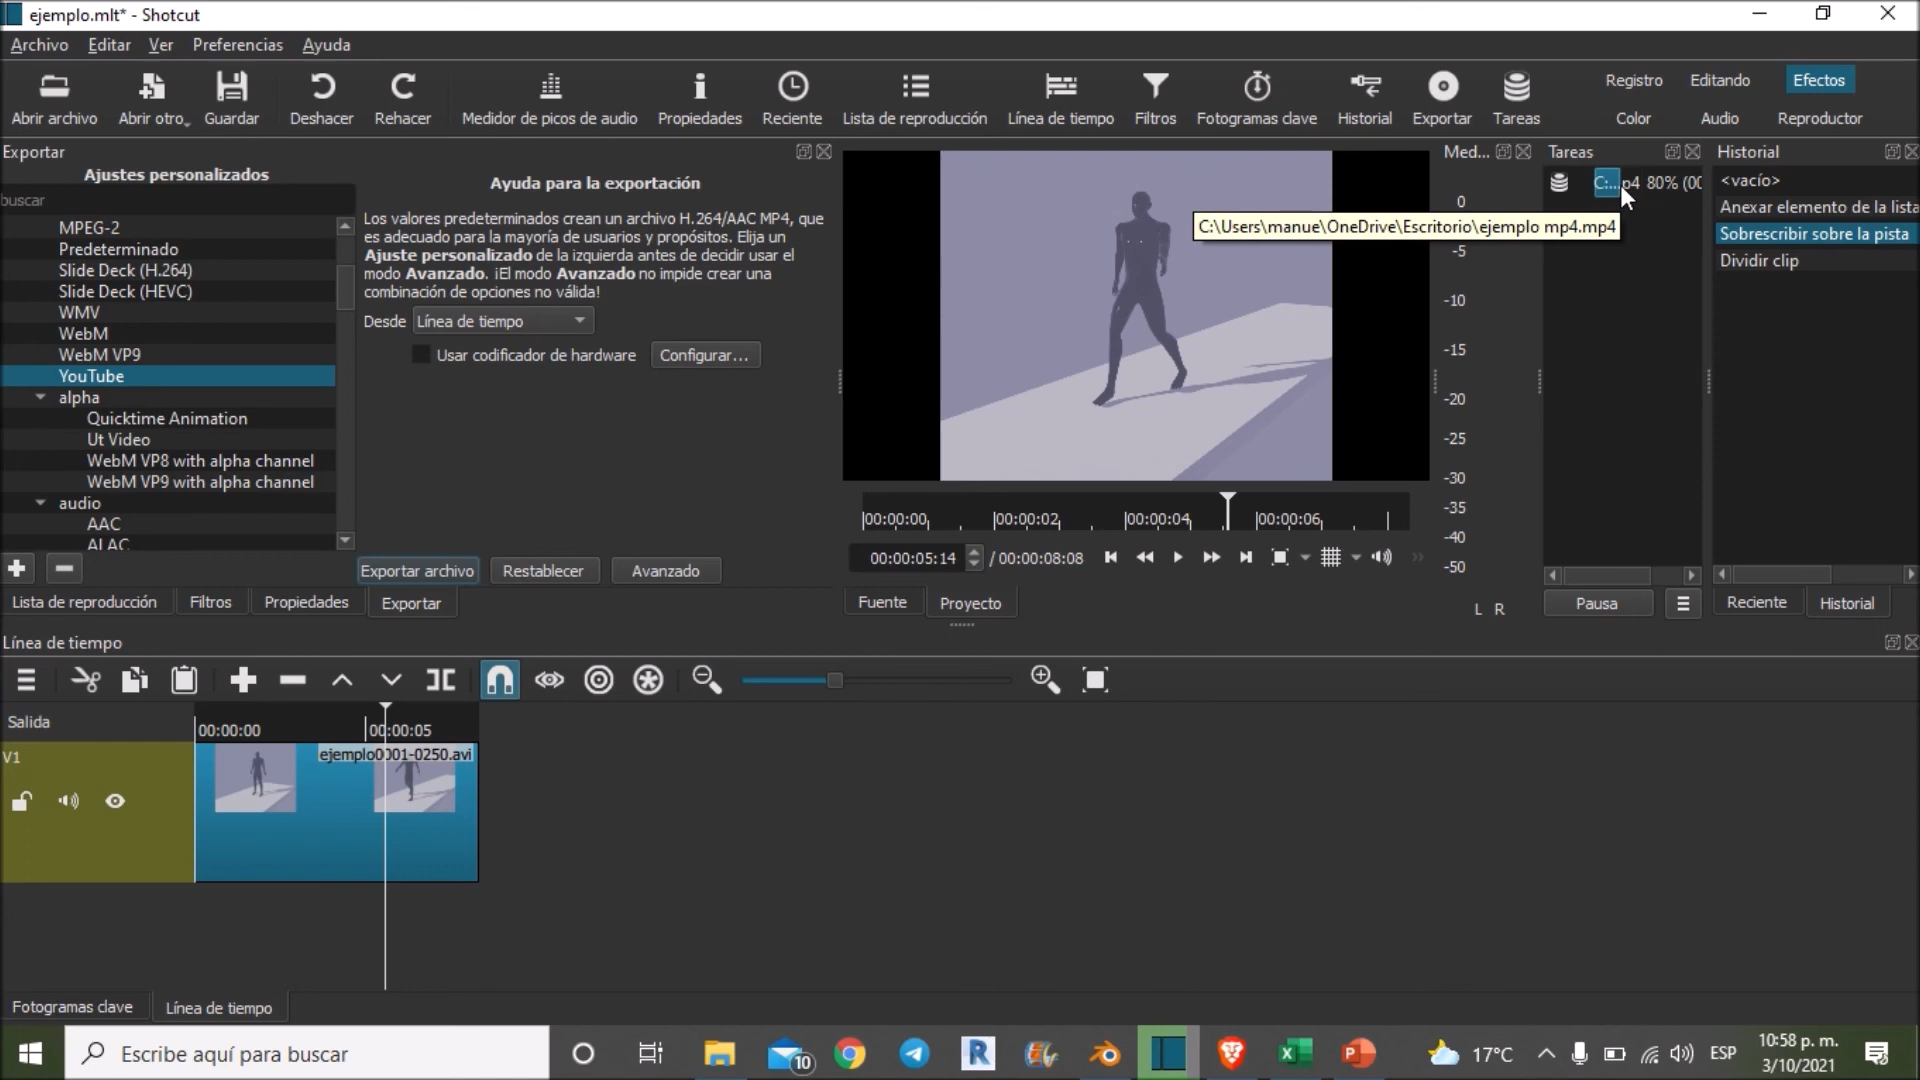 ejemplo.mlt* - Shotcut
Archivo Editar Ver Preferencias Ayuda
Abrir archivo Abrir otro Guardar Deshacer Rehacer Medidor de picos de audio Propiedades Reciente Lista de reproducción Línea de tiempo Filtros Fotogramas clave Historial Exportar Tareas
Registro Editando Efectos
Color Audio Reproductor
Exportar
Ajustes personalizados
buscar
MPEG-2
Predeterminado
Slide Deck (H.264)
Slide Deck (HEVC)
WMV
WebM
WebM VP9
YouTube
alpha
Quicktime Animation
Ut Video
WebM VP8 with alpha channel
WebM VP9 with alpha channel
audio
AAC
ALAC
Ayuda para la exportación
Los valores predeterminados crean un archivo H.264/AAC MP4, que
es adecuado para la mayoría de usuarios y propósitos. Elija un
Ajuste personalizado de la izquierda antes de decidir usar el
modo Avanzado. ¡El modo Avanzado no impide crear una
combinación de opciones no válida!
Desde Línea de tiempo
Usar codificador de hardware Configurar...
Exportar archivo Restablecer Avanzado
Lista de reproducción Filtros Propiedades Exportar
00:00:00 00:00:02 00:00:04 00:00:06
00:00:05:14 / 00:00:08:08
Fuente Proyecto
Med...
0
-5
-10
-15
-20
-25
-30
-35
-40
-50
L R
Tareas
C:...p4 80% (00
C:\Users\manue\OneDrive\Escritorio\ejemplo mp4.mp4
Pausa
Historial
<vacío>
Anexar elemento de la lista
Sobrescribir sobre la pista
Dividir clip
Reciente Historial
Línea de tiempo
Salida
00:00:00 00:00:05
V1
ejemplo0001-0250.avi
Fotogramas clave Línea de tiempo
Escribe aquí para buscar
10
17°C
ESP
10:58 p. m.
3/10/2021